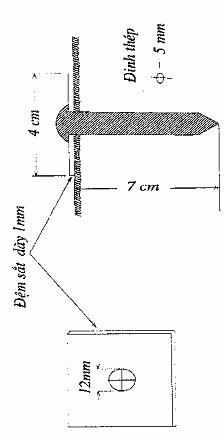 4 cm
Đinh thép
ϕ - 5 mm
7 cm
Đệm sắt dày 1mm
12mm